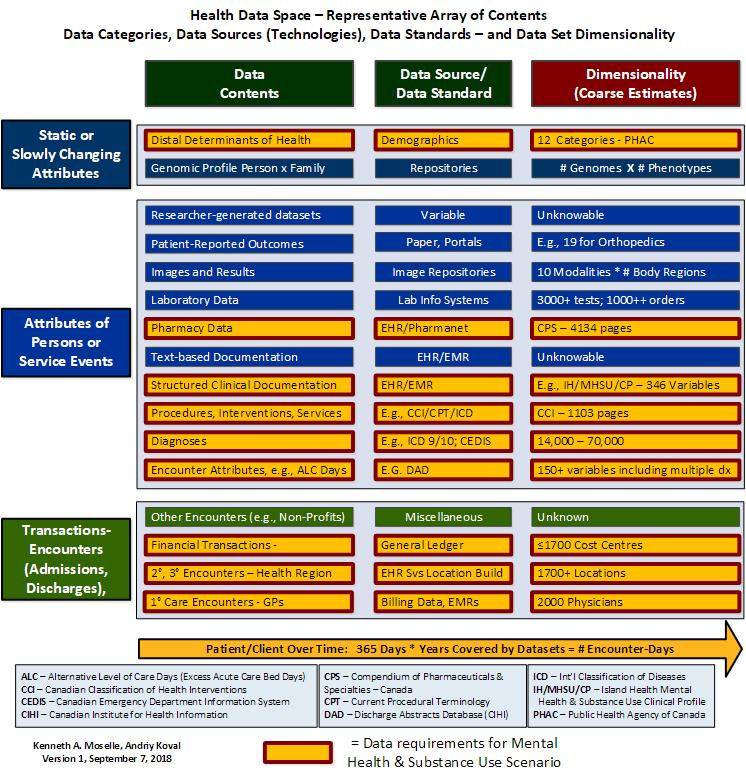 Health Data Space – Representative Array of Contents
Data Categories, Data Sources (Technologies), Data Standards – and Data Set Dimensionality
Data
Contents
Data Source/
Data Standard
Dimensionality
(Coarse Estimates)
Static or
Slowly Changing
Attributes
Distal Determinants of Health
Demographics
12 Categories - PHAC
Genomic Profile Person x Family
Repositories
# Genomes X # Phenotypes
Attributes of
Persons or
Service Events
Researcher-generated datasets
Variable
Unknowable
Patient-Reported Outcomes
Paper, Portals
E.g., 19 for Orthopedics
Images and Results
Image Repositories
10 Modalities * # Body Regions
Laboratory Data
Lab Info Systems
3000+ tests; 1000++ orders
Pharmacy Data
EHR/Pharmanet
CPS – 4134 pages
Text-based Documentation
EHR/EMR
Unknowable
Structured Clinical Documentation
EHR/EMR
E.g., IH/MHSU/CP – 346 Variables
Procedures, Interventions, Services
E.g., CCI/CPT/ICD
CCI – 1103 pages
Diagnoses
E.g., ICD 9/10; CEDIS
14,000 – 70,000
Encounter Attributes, e.g., ALC Days
E.G. DAD
150+ variables including multiple dx
Transactions-
Encounters
(Admissions,
Discharges),
Other Encounters (e.g., Non-Profits)
Miscellaneous
Unknown
Financial Transactions -
General Ledger
≤1700 Cost Centres
2°, 3° Encounters – Health Region
EHR Svs Location Build
1700+ Locations
1° Care Encounters - GPs
Billing Data, EMRs
2000 Physicians
Patient/Client Over Time: 365 Days * Years Covered by Datasets = # Encounter-Days
ALC – Alternative Level of Care Days (Excess Acute Care Bed Days)
CCI – Canadian Classification of Health Interventions
CEDIS – Canadian Emergency Department Information System
CIHI – Canadian Institute for Health Information
CPS – Compendium of Pharmaceuticals &
Specialties – Canada
CPT – Current Procedural Terminology
DAD – Discharge Abstracts Database (CIHI)
ICD – Int'l Classification of Diseases
IH/MHSU/CP – Island Health Mental
Health & Substance Use Clinical Profile
PHAC – Public Health Agency of Canada
Kenneth A. Moselle, Andriy Koval
Version 1, September 7, 2018
= Data requirements for Mental
Health & Substance Use Scenario